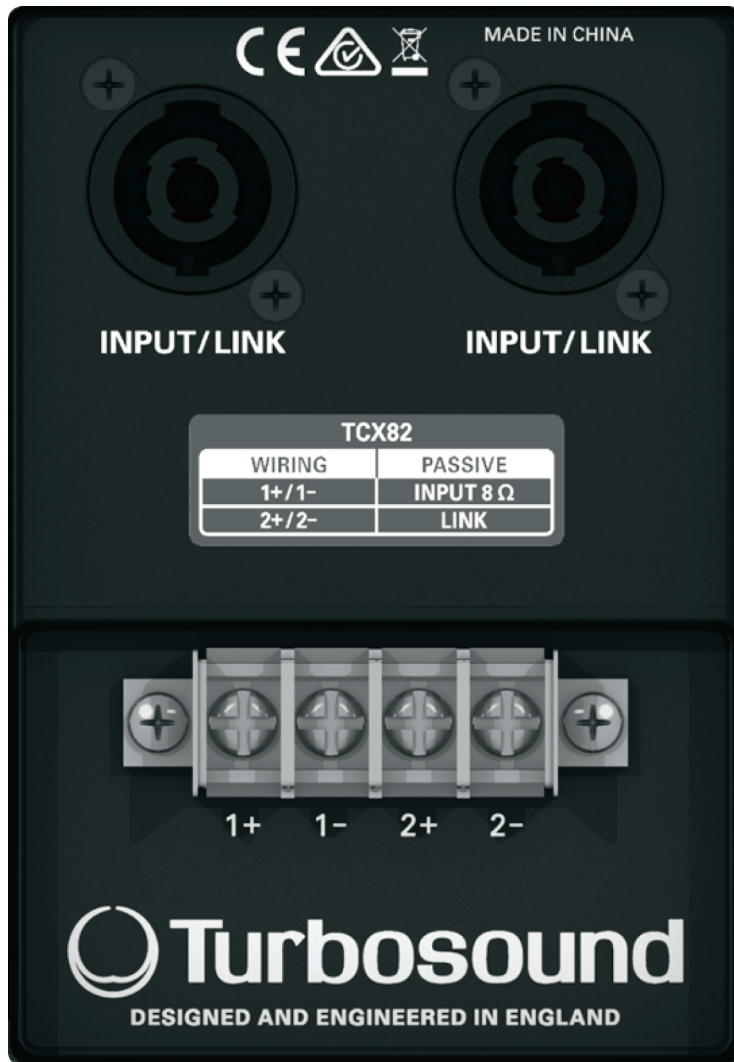 CE
MADE IN CHINA
INPUT/LINK
INPUT/LINK
TCX82
WIRING PASSIVE
1+/1– INPUT 8 Ω
2+/2– LINK
1+ 1– 2+ 2–
Turbosound
DESIGNED AND ENGINEERED IN ENGLAND